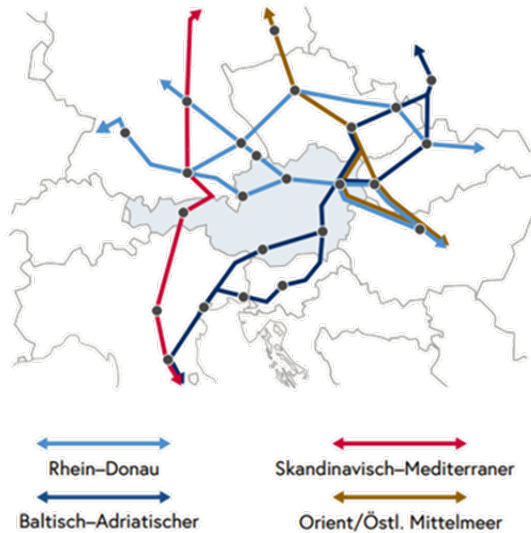 Rhein–Donau
Skandinavisch–Mediterraner
Baltisch–Adriatischer
Orient/Östl. Mittelmeer